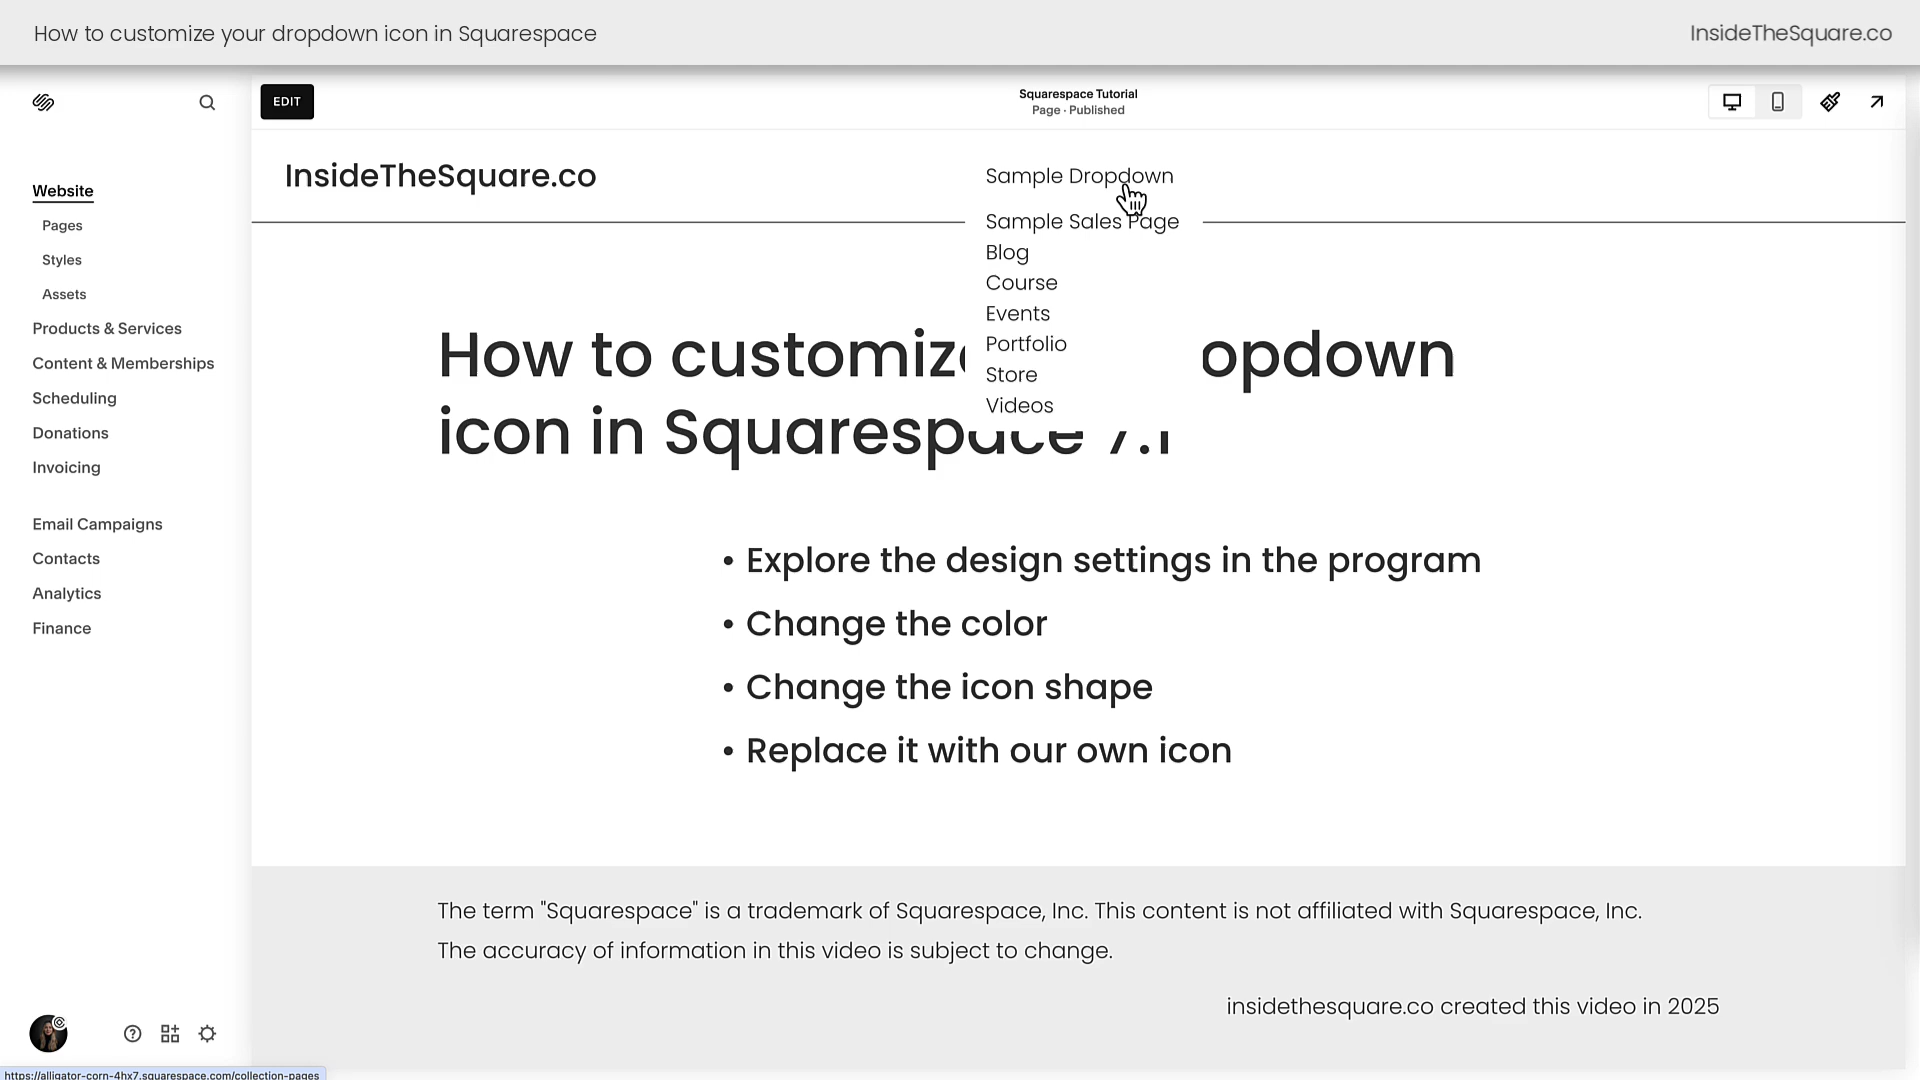 How to customize your dropdown icon in Squarespace
InsideTheSquare.co
EDIT
Squarespace Tutorial
Page · Published
Website
Pages
Styles
Assets
Products & Services
Content & Memberships
Scheduling
Donations
Invoicing
Email Campaigns
Contacts
Analytics
Finance
InsideTheSquare.co
Sample Dropdown
Sample Sales Page
Blog
Course
Events
Portfolio
Store
Videos
How to customize opdown
icon in Squarespace 7.1
• Explore the design settings in the program
• Change the color
• Change the icon shape
• Replace it with our own icon
The term "Squarespace" is a trademark of Squarespace, Inc. This content is not affiliated with Squarespace, Inc.
The accuracy of information in this video is subject to change.
insidethesquare.co created this video in 2025
https://alligator-corn-4hx7.squarespace.com/collection-pages